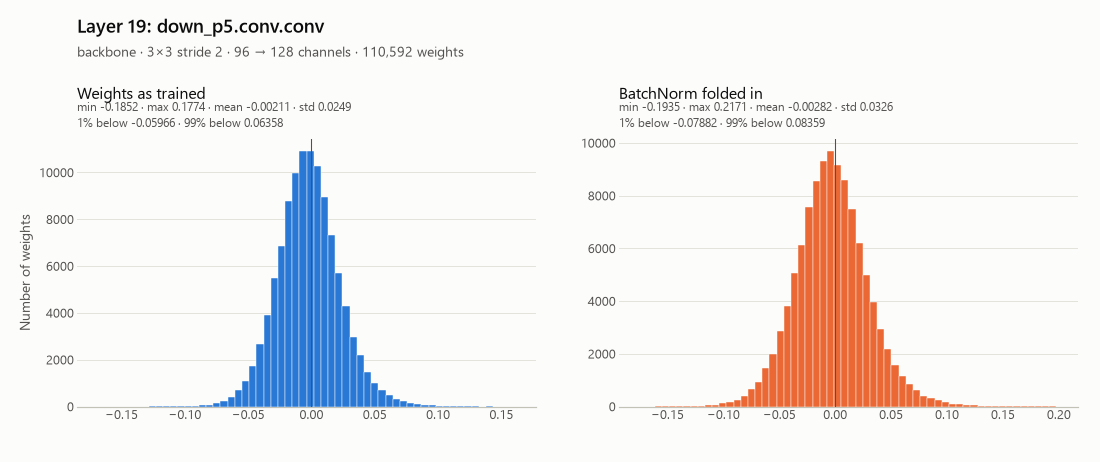 Layer 19: down_p5.conv.conv
backbone · 3×3 stride 2 · 96 → 128 channels · 110,592 weights
Weights as trained
min -0.1852 · max 0.1774 · mean -0.00211 · std 0.0249
1% below -0.05966 · 99% below 0.06358
Number of weights
10000
8000
6000
4000
2000
0
−0.15 −0.10 −0.05 0.00 0.05 0.10 0.15
BatchNorm folded in
min -0.1935 · max 0.2171 · mean -0.00282 · std 0.0326
1% below -0.07882 · 99% below 0.08359
10000
8000
6000
4000
2000
0
−0.15 −0.10 −0.05 0.00 0.05 0.10 0.15 0.20